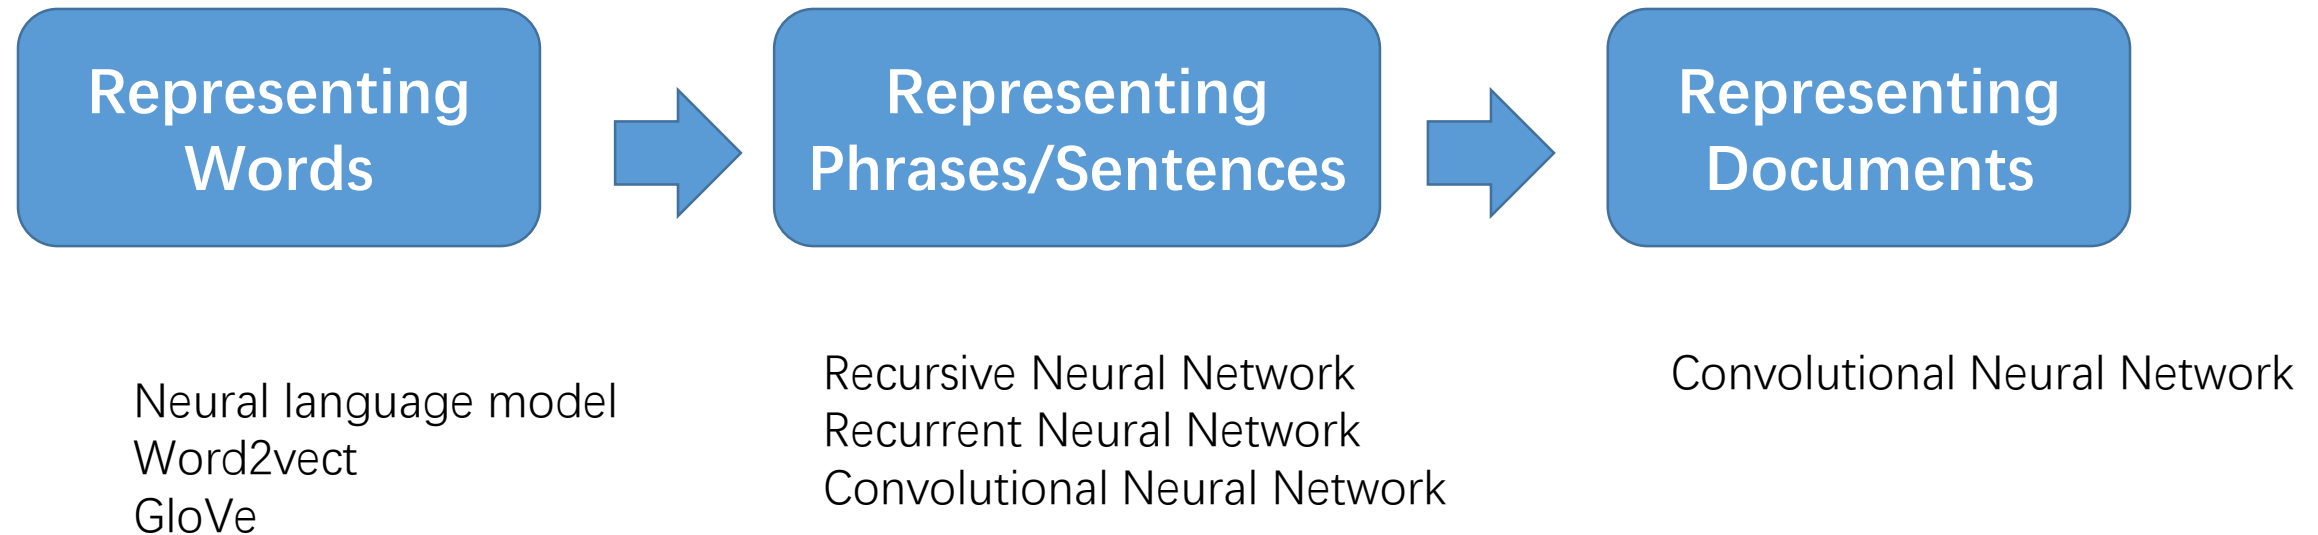 Representing
Words
Representing
Phrases/Sentences
Representing
Documents
Neural language model
Word2vect
GloVe
Recursive Neural Network
Recurrent Neural Network
Convolutional Neural Network
Convolutional Neural Network